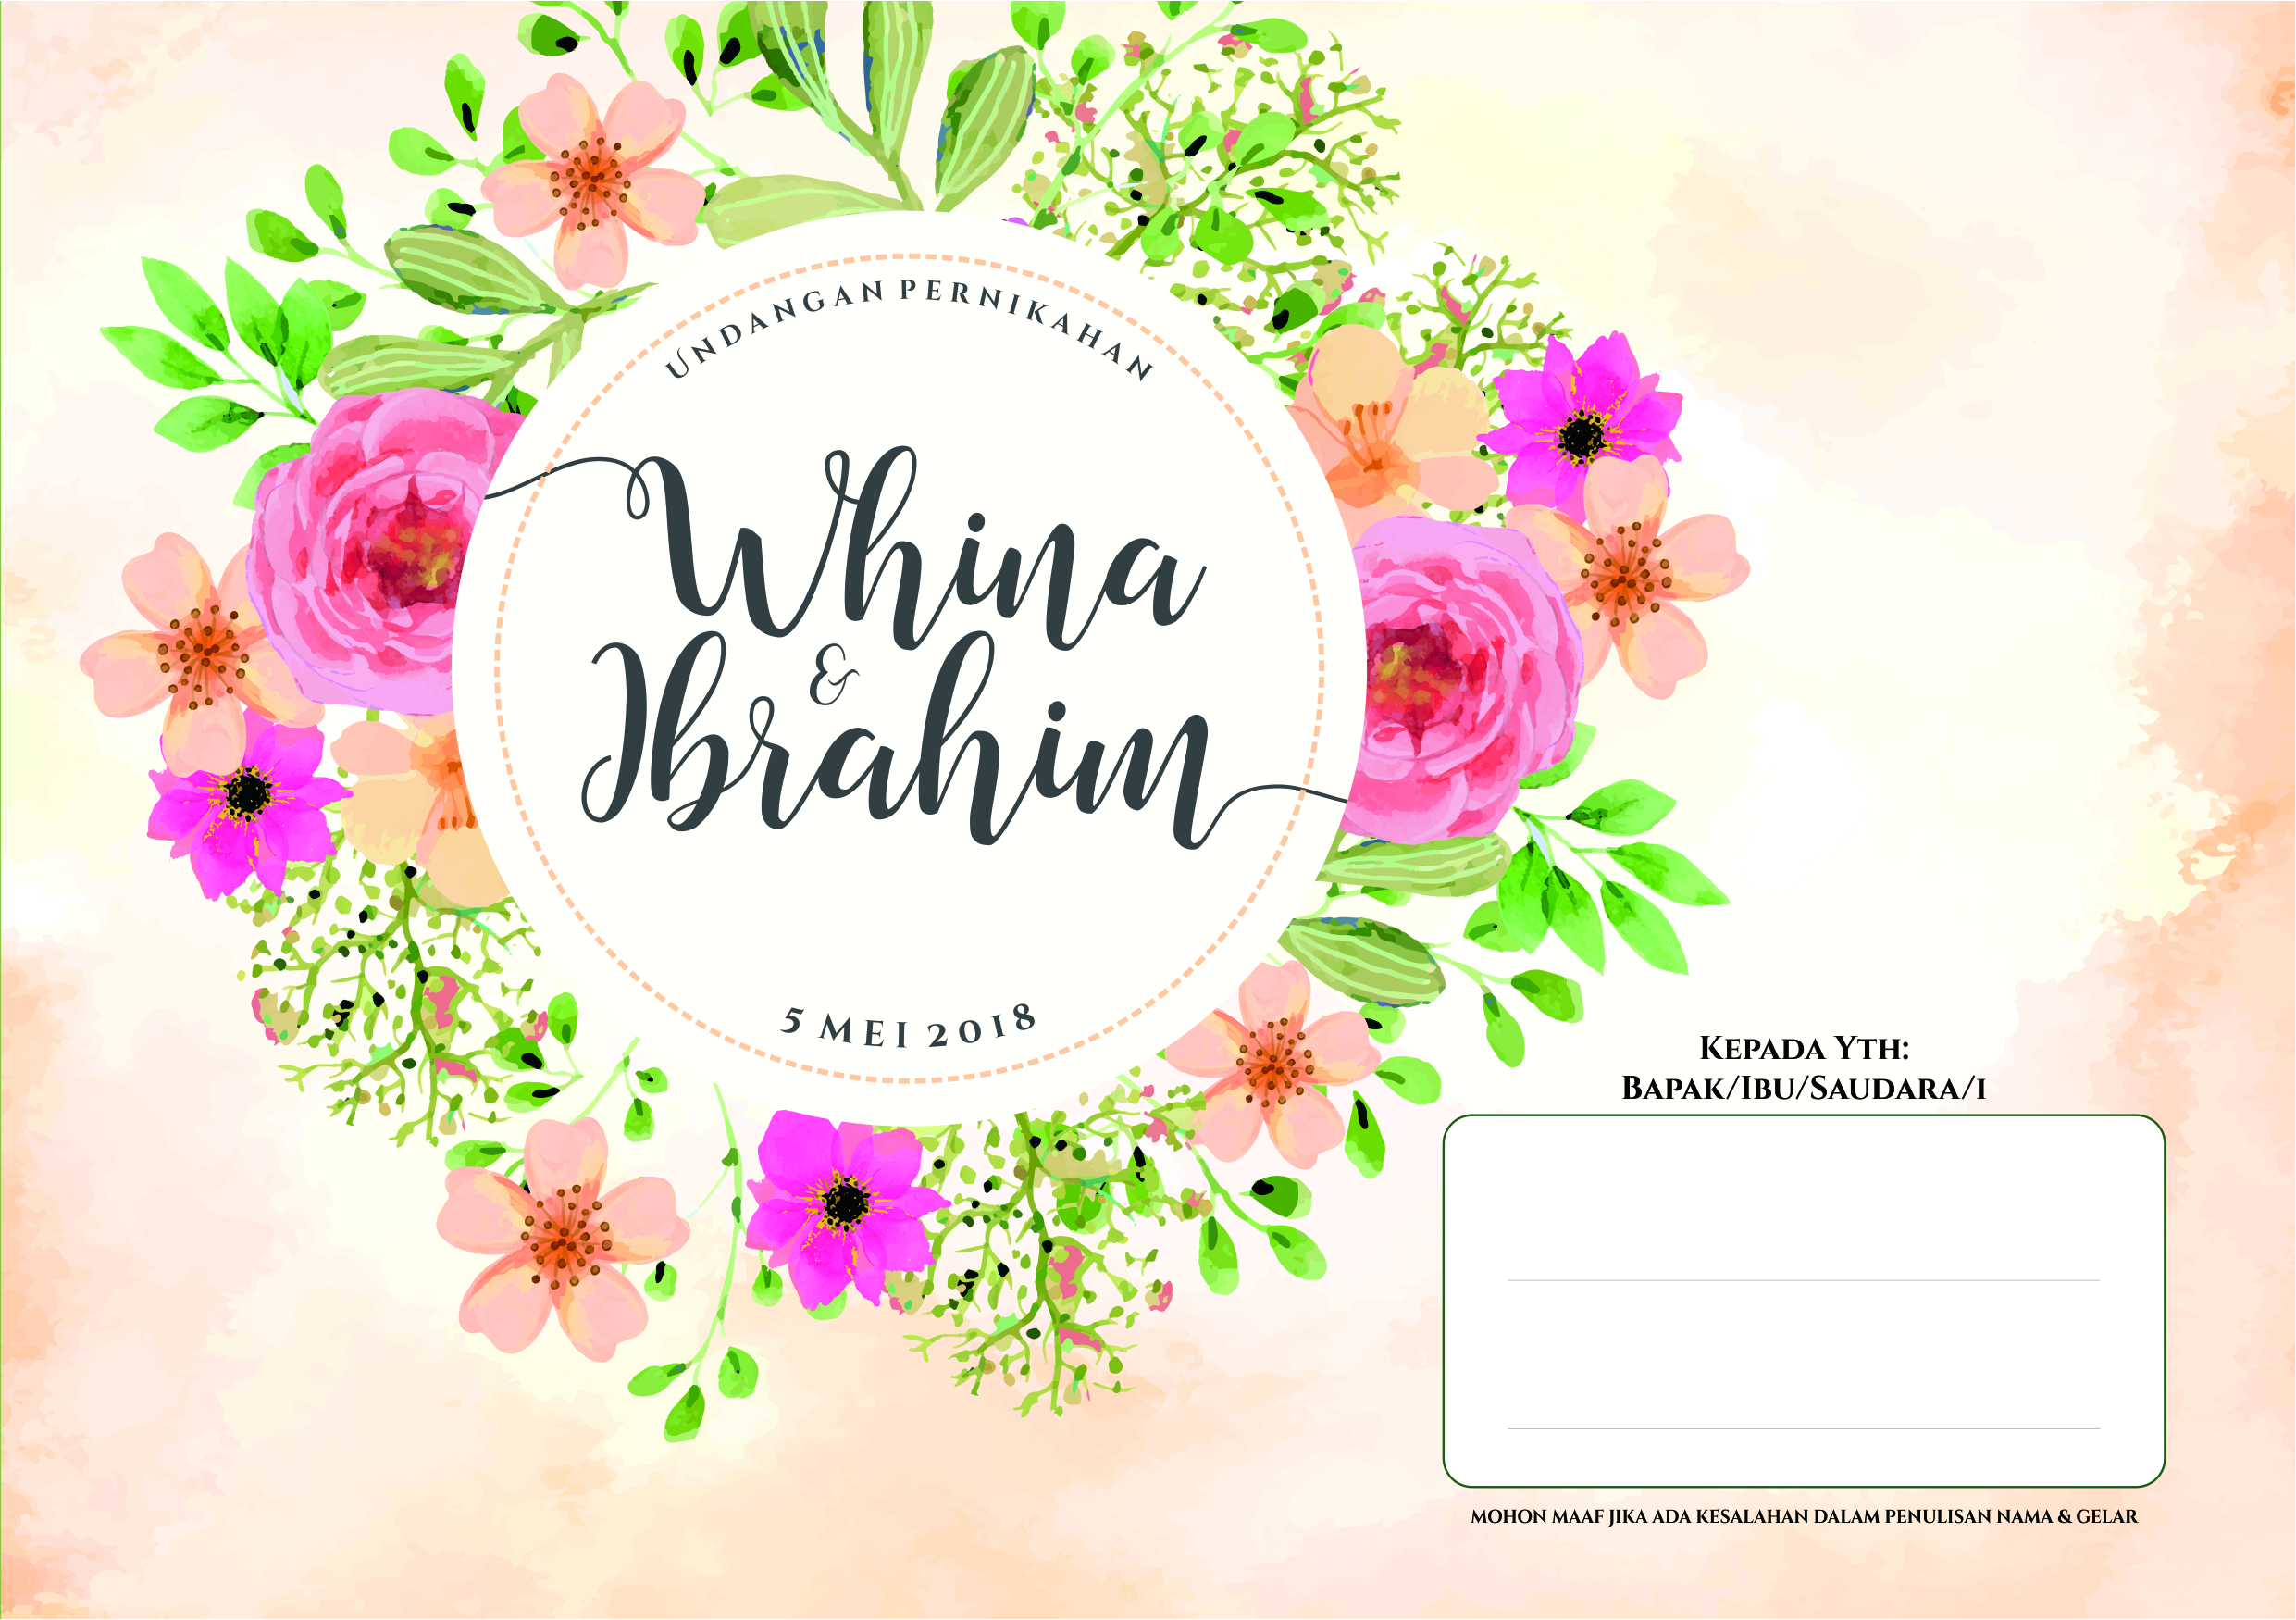 UNDANGAN PERNIKAHAN
Whina
&
Ibrahim
5 MEI 2018
KEPADA YTH:
BAPAK/IBU/SAUDARA/I
MOHON MAAF JIKA ADA KESALAHAN DALAM PENULISAN NAMA & GELAR